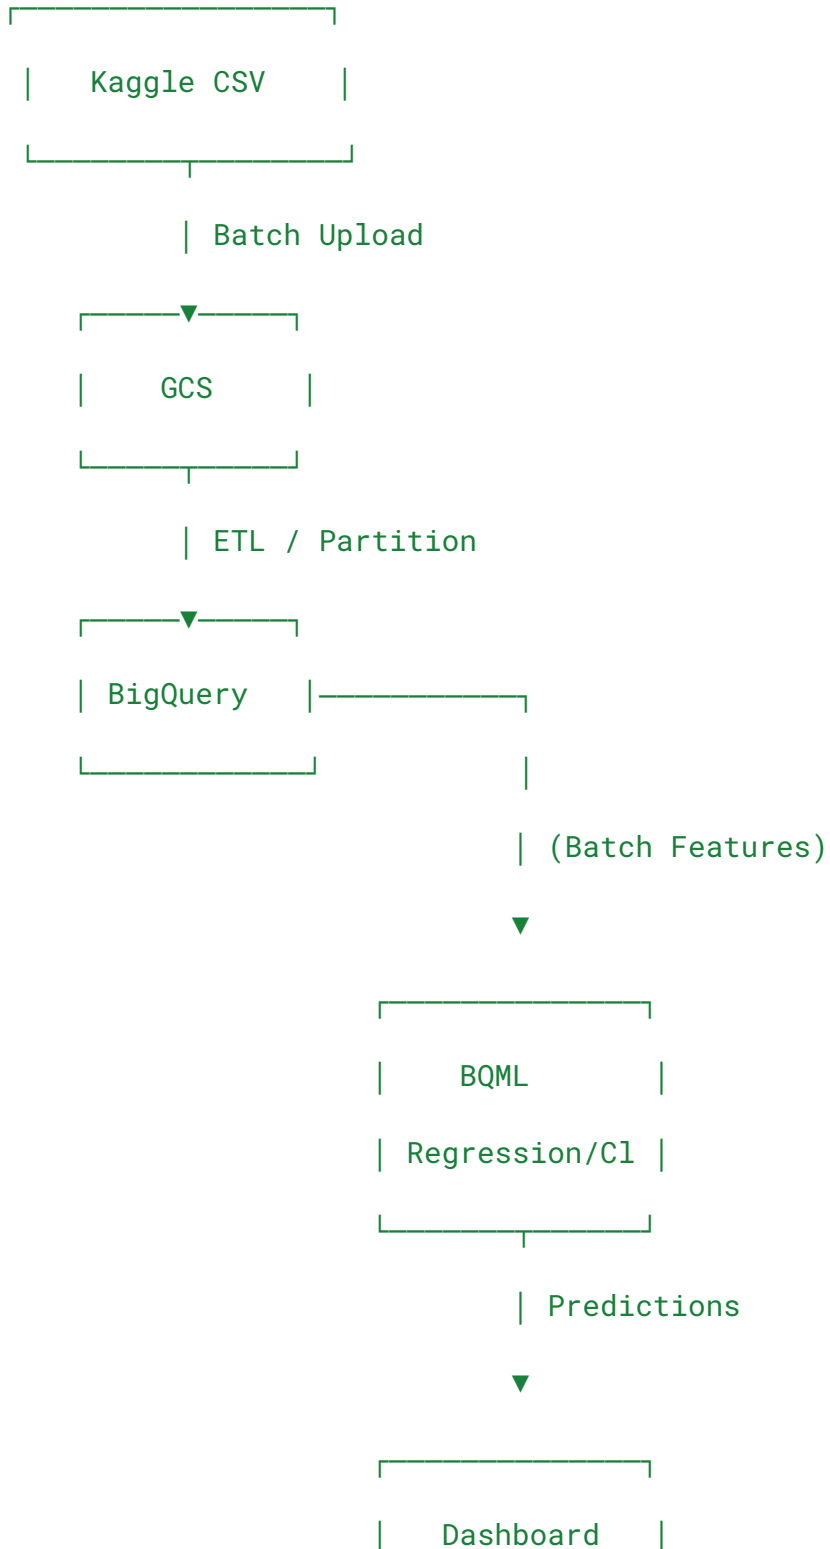 Kaggle CSV
Batch Upload
GCS
ETL / Partition
BigQuery
(Batch Features)
BQML
Regression/Cl
Predictions
Dashboard